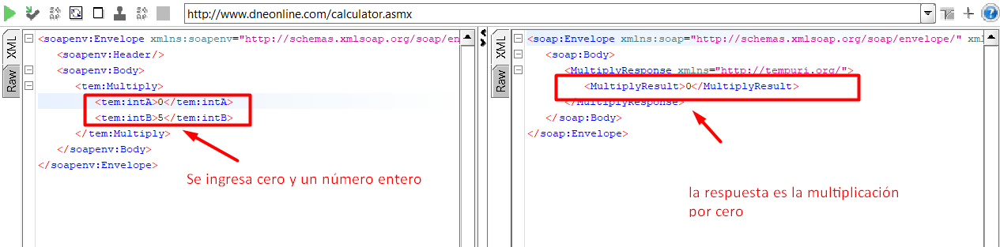 http://www.dneonline.com/calculator.asmx
XML
Raw
<soapenv:Envelope xmlns:soapenv="http://schemas.xmlsoap.org/soap/en
<soapenv:Header/>
<soapenv:Body>
<tem:Multiply>
<tem:intA>0</tem:intA>
<tem:intB>5</tem:intB>
</tem:Multiply>
</soapenv:Body>
</soapenv:Envelope>
Se ingresa cero y un número entero
XML
Raw
<soap:Envelope xmlns:soap="http://schemas.xmlsoap.org/soap/envelope/" xml
<soap:Body>
<MultiplyResponse xmlns="http://tempuri.org/">
<MultiplyResult>0</MultiplyResult>
</MultiplyResponse>
</soap:Body>
</soap:Envelope>
la respuesta es la multiplicación
por cero